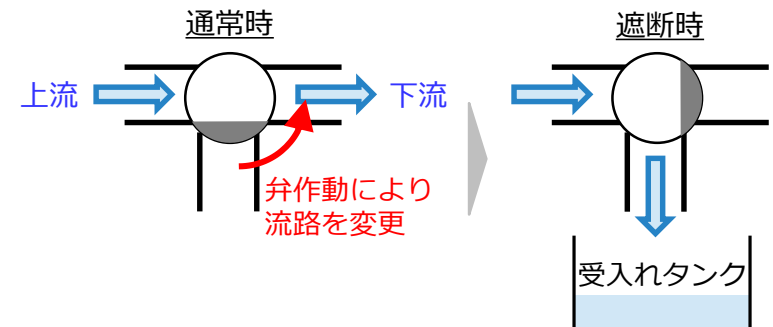 通常時
遮断時
上流
下流
弁作動により
流路を変更
受入れタンク